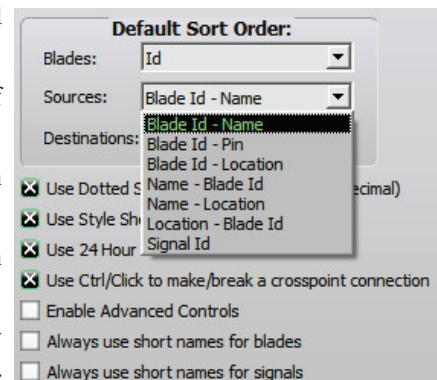 Default Sort Order:
Blades: Id
Sources: Blade Id - Name
Destinations:
Blade Id - Name
Blade Id - Pin
Blade Id - Location
Name - Blade Id
Name - Location
Location - Blade Id
Signal Id
Use Dotted S ecimal)
Use Style Sh
Use 24 Hour
Use Ctrl/Click to make/break a crosspoint connection
Enable Advanced Controls
Always use short names for blades
Always use short names for signals